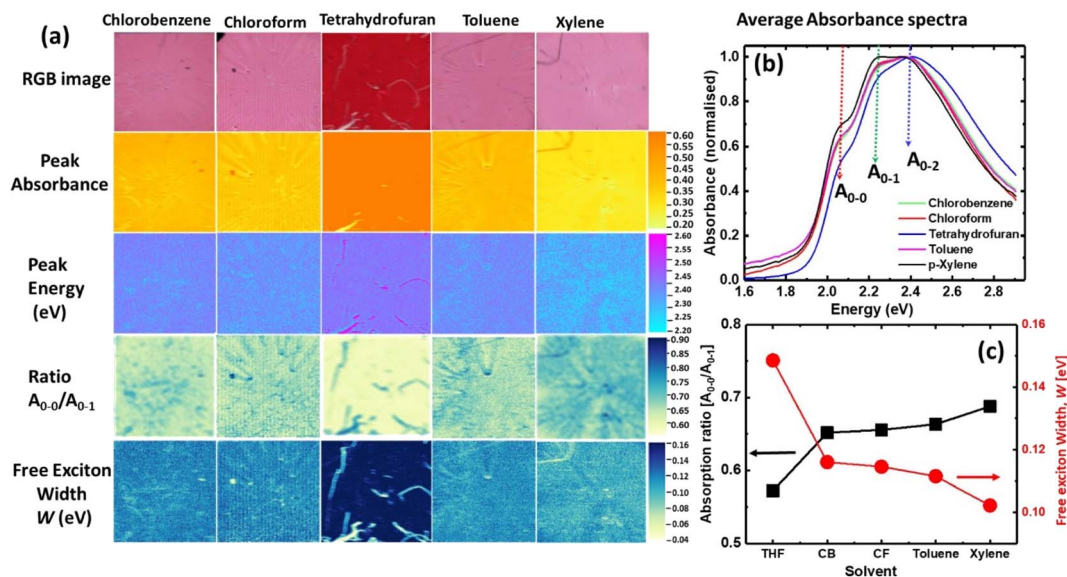 Chlorobenzene Chloroform Tetrahydrofuran Toluene Xylene
(a)
RGB image
Peak
Absorbance
0.60
0.55
0.50
0.45
0.40
0.35
0.30
0.25
0.20
Peak
Energy
(eV)
2.60
2.55
2.50
2.45
2.40
2.35
2.30
2.25
2.20
Ratio
A0-0/A0-1
0.90
0.85
0.80
0.75
0.70
0.65
0.60
Free Exciton
Width
W (eV)
0.16
0.14
0.12
0.10
0.08
0.06
0.04
Average Absorbance spectra
(b)
Absorbance (normalised)
1.0
0.8
0.6
0.4
0.2
0.0
A0-0
A0-1
A0-2
Chlorobenzene
Chloroform
Tetrahydrofuran
Toluene
p-Xylene
1.6 2.0 2.4 2.8
Energy (eV)
(c)
Absorption ratio [A0-0/A0-1]
0.8
0.7
0.6
0.5
0.16
0.14
0.12
0.10
Free exciton Width, W [eV]
THF CB CF Toluene Xylene
Solvent